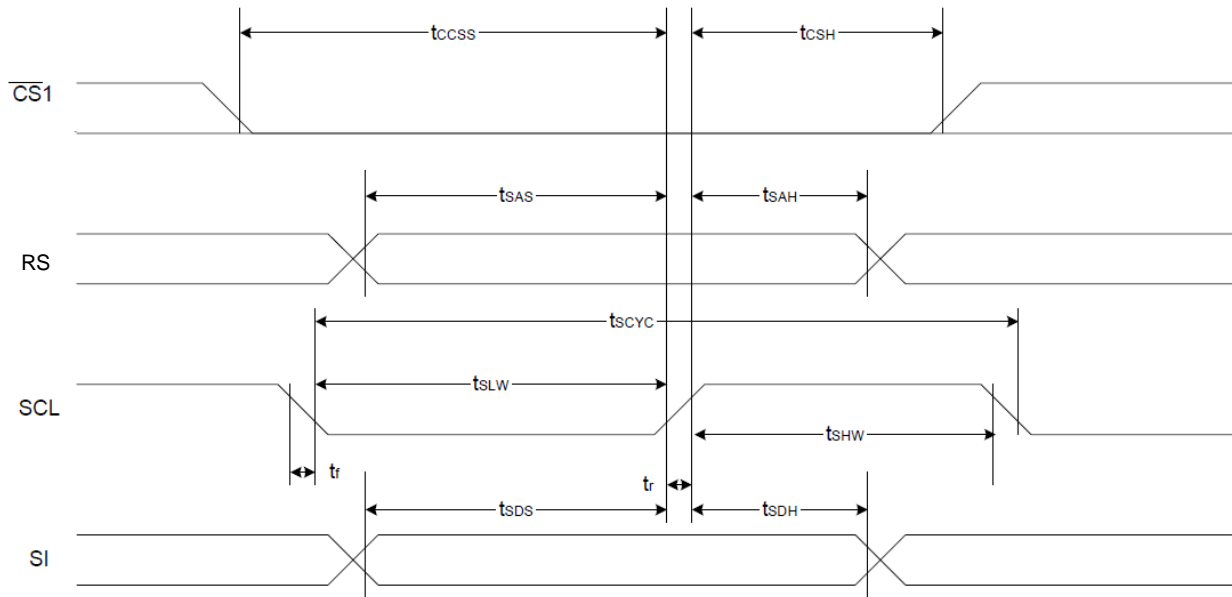 tCCSS
tCSH
CS1
tSAS
tSAH
RS
tSCYC
tSLW
SCL
tSHW
tf
tr
tSDS
tSDH
SI